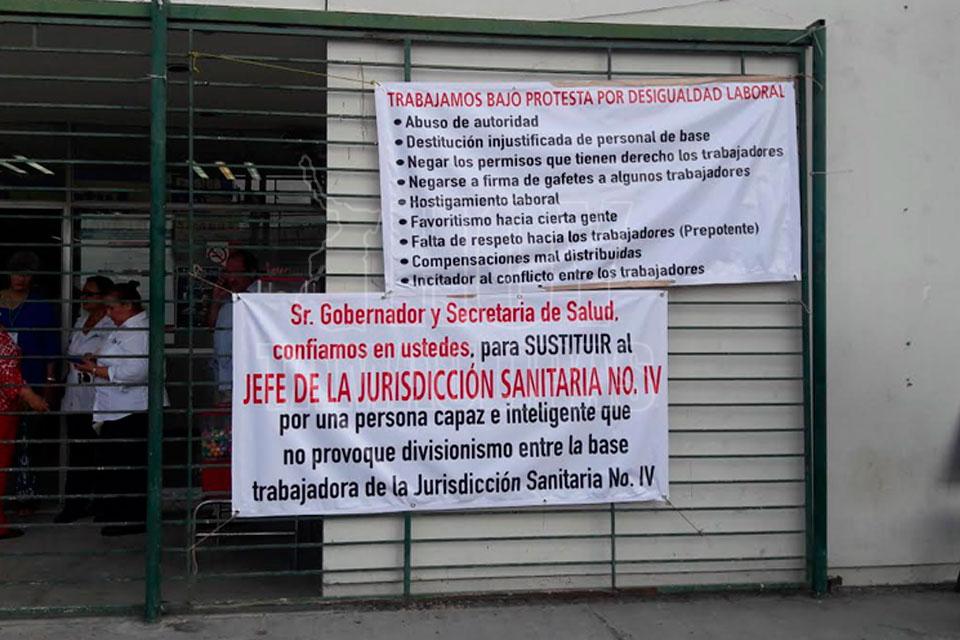 TRABAJAMOS BAJO PROTESTA POR DESIGUALDAD LABORAL
• Abuso de autoridad
• Destitución injustificada de personal de base
• Negar los permisos que tienen derecho los trabajadores
• Negarse a firma de gafetes a algunos trabajadores
• Hostigamiento laboral
• Favoritismo hacia cierta gente
• Falta de respeto hacia los trabajadores (Prepotente)
• Compensaciones mal distribuidas
• Incitador al conflicto entre los trabajadores
Sr. Gobernador y Secretaria de Salud,
confiamos en ustedes, para SUSTITUIR al
JEFE DE LA JURISDICCIÓN SANITARIA NO. IV
por una persona capaz e inteligente que
no provoque divisionismo entre la base
trabajadora de la Jurisdicción Sanitaria No. IV